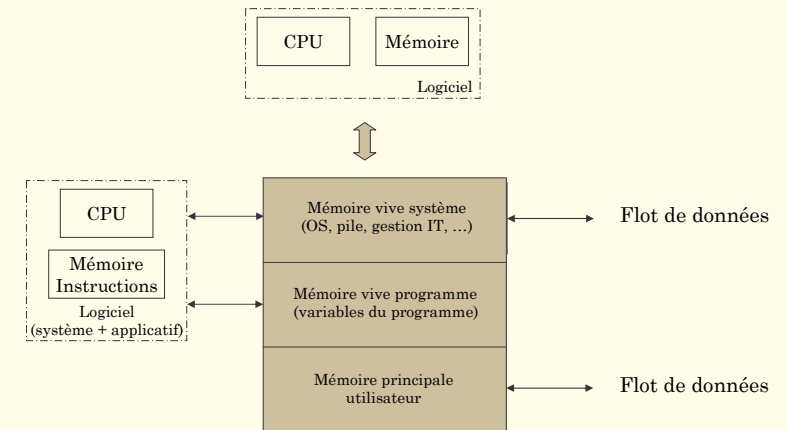 CPU
Mémoire
Logiciel
CPU
Mémoire
Instructions
Logiciel
(système + applicatif)
Mémoire vive système
(OS, pile, gestion IT, …)
Flot de données
Mémoire vive programme
(variables du programme)
Mémoire principale
utilisateur
Flot de données